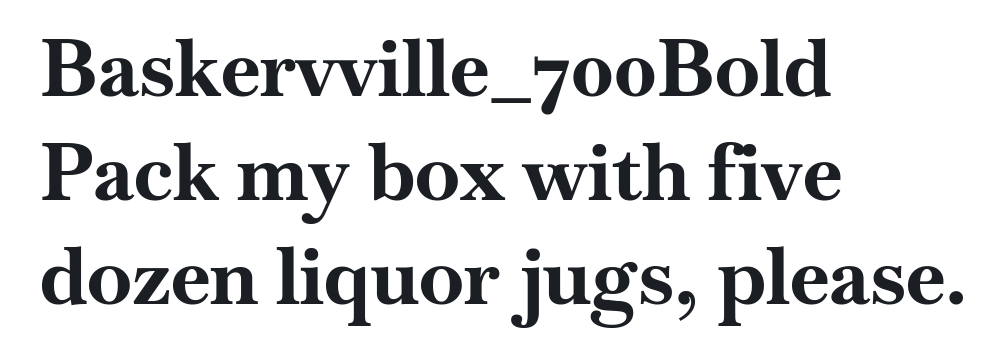 Baskervville_700Bold
Pack my box with five
dozen liquor jugs, please.